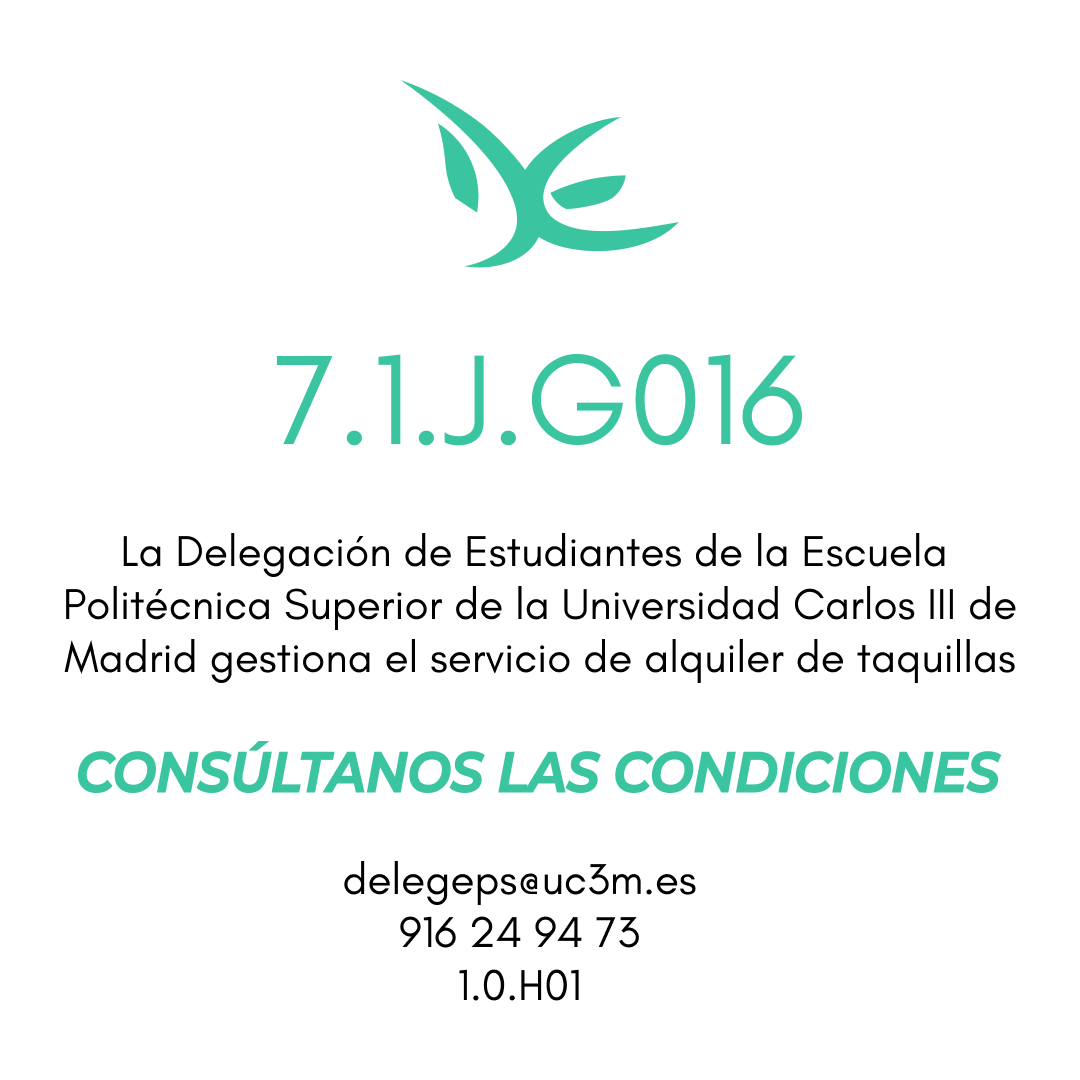 7.1.J.G016
La Delegación de Estudiantes de la Escuela
Politécnica Superior de la Universidad Carlos III de
Madrid gestiona el servicio de alquiler de taquillas
CONSÚLTANOS LAS CONDICIONES
delegeps@uc3m.es
916 24 94 73
1.0.H01